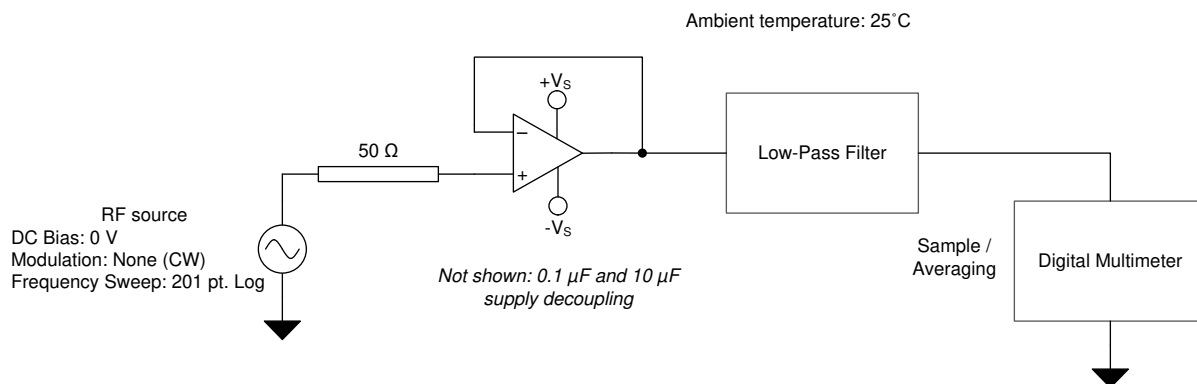 Ambient temperature: 25˚C
+VS
−
50 Ω
+
-VS
Low-Pass Filter
RF source
DC Bias: 0 V
Modulation: None (CW)
Frequency Sweep: 201 pt. Log
Not shown: 0.1 µF and 10 µF
supply decoupling
Sample /
Averaging
Digital Multimeter